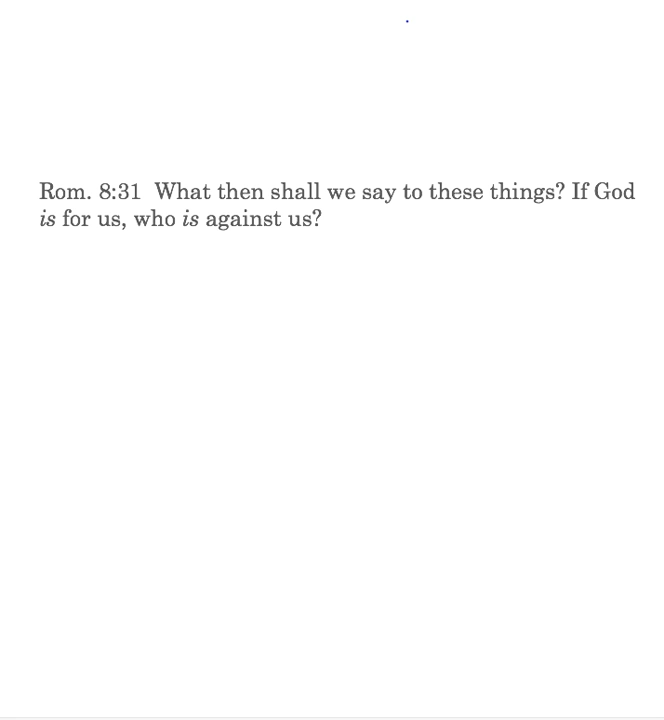 Rom. 8:31  What then shall we say to these things? If God
is for us, who is against us?